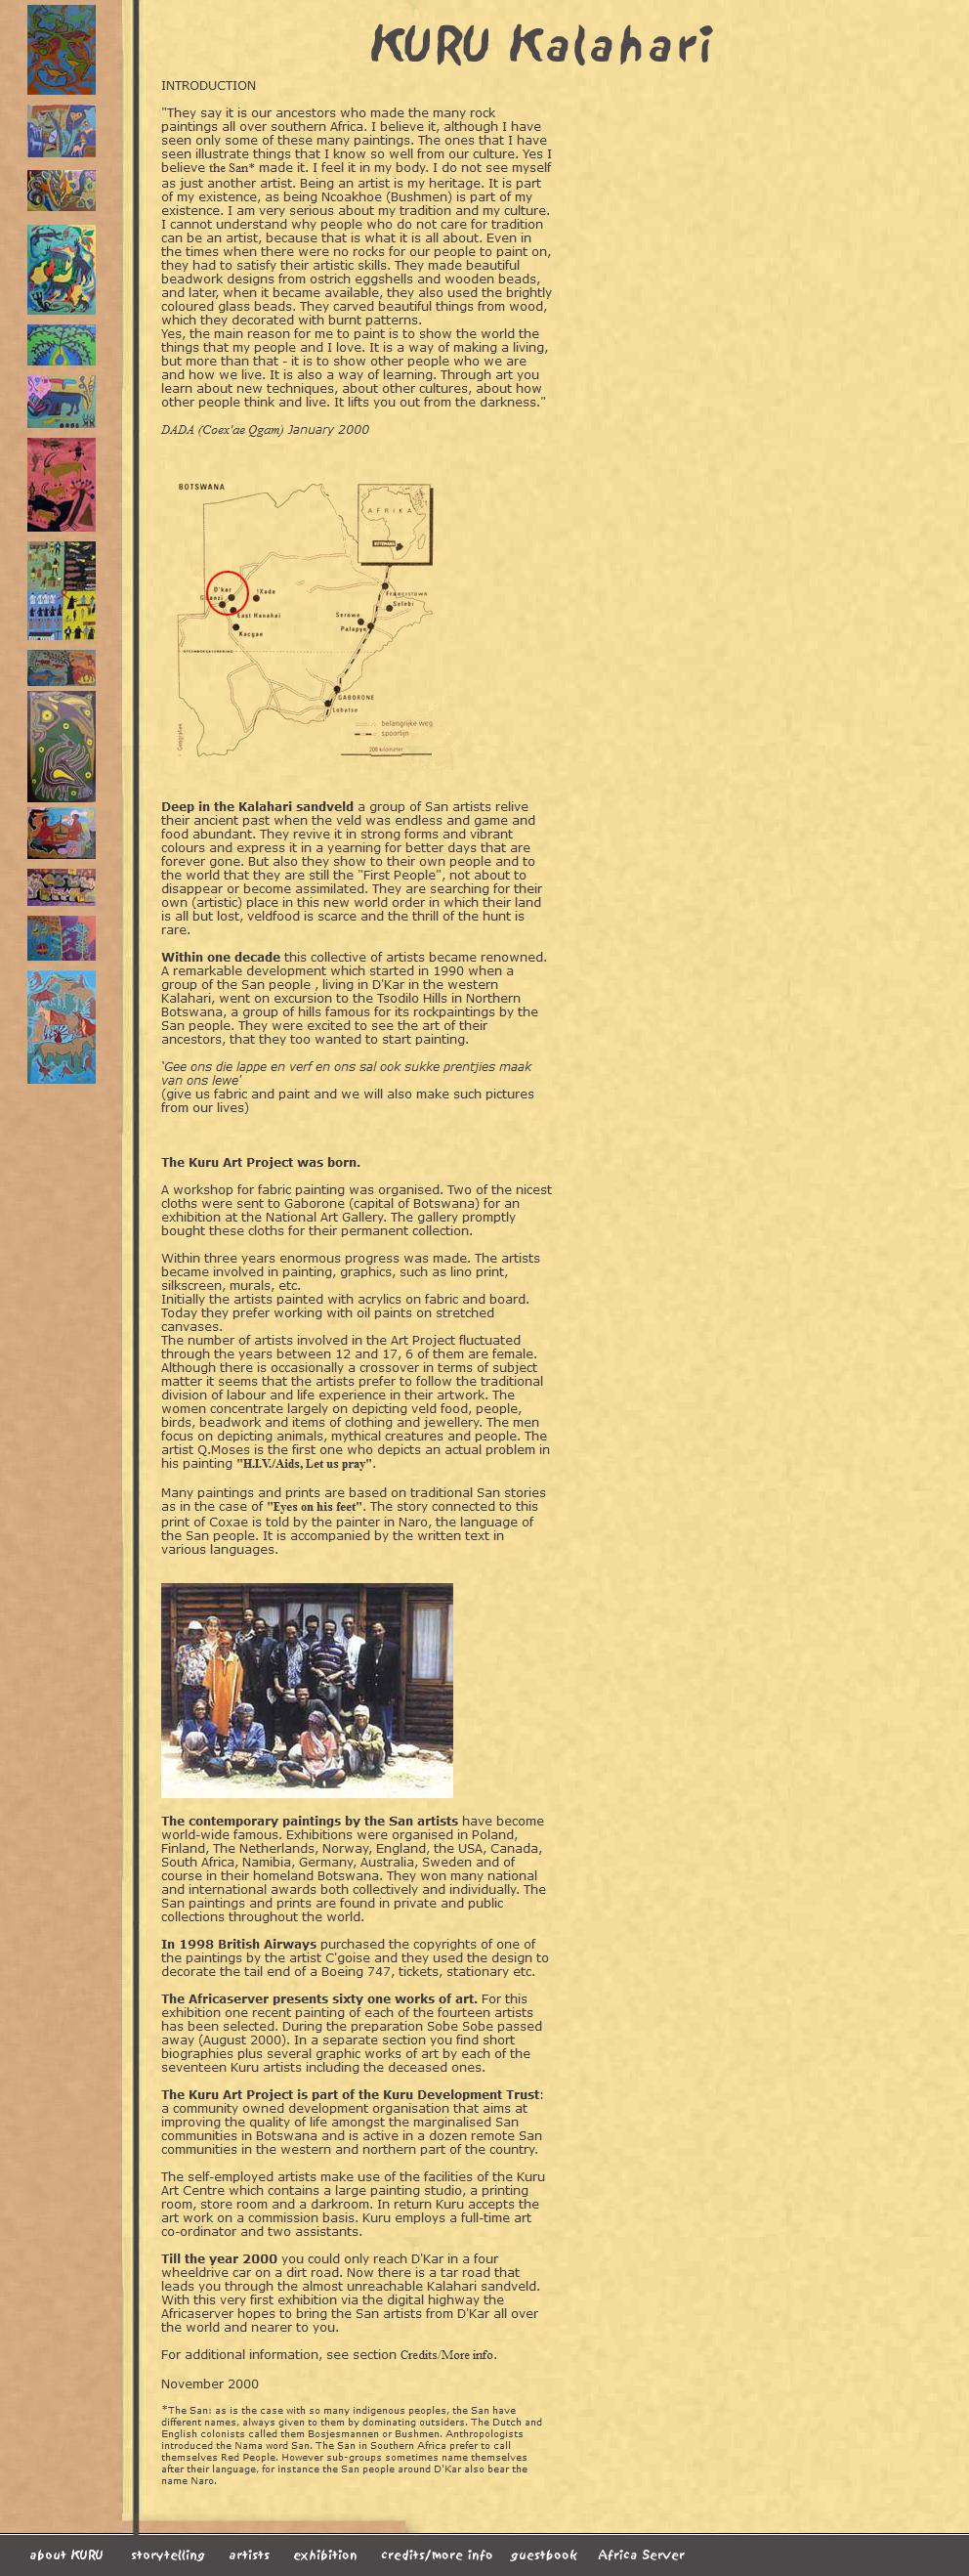 KURU Kalahari
INTRODUCTION
"They say it is our ancestors who made the many rock
paintings all over southern Africa. I believe it, although I have
seen only some of these many paintings. The ones that I have
seen illustrate things that I know so well from our culture. Yes I
believe the San* made it. I feel it in my body. I do not see myself
as just another artist. Being an artist is my heritage. It is part
of my existence, as being Ncoakhoe (Bushmen) is part of my
existence. I am very serious about my tradition and my culture.
I cannot understand why people who do not care for tradition
can be an artist, because that is what it is all about. Even in
the times when there were no rocks for our people to paint on,
they had to satisfy their artistic skills. They made beautiful
beadwork designs from ostrich eggshells and wooden beads,
and later, when it became available, they also used the brightly
coloured glass beads. They carved beautiful things from wood,
which they decorated with burnt patterns.
Yes, the main reason for me to paint is to show the world the
things that my people and I love. It is a way of making a living,
but more than that - it is to show other people who we are
and how we live. It is also a way of learning. Through art you
learn about new techniques, about other cultures, about how
other people think and live. It lifts you out from the darkness."
DADA (Coex'ae Qgam) January 2000
BOTSWANA
AFRIKA
BOTSWANA
D'kar
!Xade
East Hanahai
Kacgae
Francistown
Selebi
Serowe
Palapye
GABORONE
Lobatse
belangrijke weg
spoorlijn
200 kilometer
Deep in the Kalahari sandveld a group of San artists relive
their ancient past when the veld was endless and game and
food abundant. They revive it in strong forms and vibrant
colours and express it in a yearning for better days that are
forever gone. But also they show to their own people and to
the world that they are still the "First People", not about to
disappear or become assimilated. They are searching for their
own (artistic) place in this new world order in which their land
is all but lost, veldfood is scarce and the thrill of the hunt is
rare.
Within one decade this collective of artists became renowned.
A remarkable development which started in 1990 when a
group of the San people , living in D'Kar in the western
Kalahari, went on excursion to the Tsodilo Hills in Northern
Botswana, a group of hills famous for its rockpaintings by the
San people. They were excited to see the art of their
ancestors, that they too wanted to start painting.
'Gee ons die lappe en verf en ons sal ook sukke prentjies maak
van ons lewe'
(give us fabric and paint and we will also make such pictures
from our lives)
The Kuru Art Project was born.
A workshop for fabric painting was organised. Two of the nicest
cloths were sent to Gaborone (capital of Botswana) for an
exhibition at the National Art Gallery. The gallery promptly
bought these cloths for their permanent collection.
Within three years enormous progress was made. The artists
became involved in painting, graphics, such as lino print,
silkscreen, murals, etc.
Initially the artists painted with acrylics on fabric and board.
Today they prefer working with oil paints on stretched
canvases.
The number of artists involved in the Art Project fluctuated
through the years between 12 and 17, 6 of them are female.
Although there is occasionally a crossover in terms of subject
matter it seems that the artists prefer to follow the traditional
division of labour and life experience in their artwork. The
women concentrate largely on depicting veld food, people,
birds, beadwork and items of clothing and jewellery. The men
focus on depicting animals, mythical creatures and people. The
artist Q.Moses is the first one who depicts an actual problem in
his painting "H.I.V./Aids, Let us pray".
Many paintings and prints are based on traditional San stories
as in the case of "Eyes on his feet". The story connected to this
print of Coxae is told by the painter in Naro, the language of
the San people. It is accompanied by the written text in
various languages.
The contemporary paintings by the San artists have become
world-wide famous. Exhibitions were organised in Poland,
Finland, The Netherlands, Norway, England, the USA, Canada,
South Africa, Namibia, Germany, Australia, Sweden and of
course in their homeland Botswana. They won many national
and international awards both collectively and individually. The
San paintings and prints are found in private and public
collections throughout the world.
In 1998 British Airways purchased the copyrights of one of
the paintings by the artist C'goise and they used the design to
decorate the tail end of a Boeing 747, tickets, stationary etc.
The Africaserver presents sixty one works of art. For this
exhibition one recent painting of each of the fourteen artists
has been selected. During the preparation Sobe Sobe passed
away (August 2000). In a separate section you find short
biographies plus several graphic works of art by each of the
seventeen Kuru artists including the deceased ones.
The Kuru Art Project is part of the Kuru Development Trust:
a community owned development organisation that aims at
improving the quality of life amongst the marginalised San
communities in Botswana and is active in a dozen remote San
communities in the western and northern part of the country.
The self-employed artists make use of the facilities of the Kuru
Art Centre which contains a large painting studio, a printing
room, store room and a darkroom. In return Kuru accepts the
art work on a commission basis. Kuru employs a full-time art
co-ordinator and two assistants.
Till the year 2000 you could only reach D'Kar in a four
wheeldrive car on a dirt road. Now there is a tar road that
leads you through the almost unreachable Kalahari sandveld.
With this very first exhibition via the digital highway the
Africaserver hopes to bring the San artists from D'Kar all over
the world and nearer to you.
For additional information, see section Credits/More info.
November 2000
*The San: as is the case with so many indigenous peoples, the San have
different names, always given to them by dominating outsiders. The Dutch and
English colonists called them Bosjesmannen or Bushmen. Anthropologists
introduced the Nama word San. The San in Southern Africa prefer to call
themselves Red People. However sub-groups sometimes name themselves
after their language, for instance the San people around D'Kar also bear the
name Naro.
about KURU storytelling artists exhibition credits/more info guestbook Africa Server